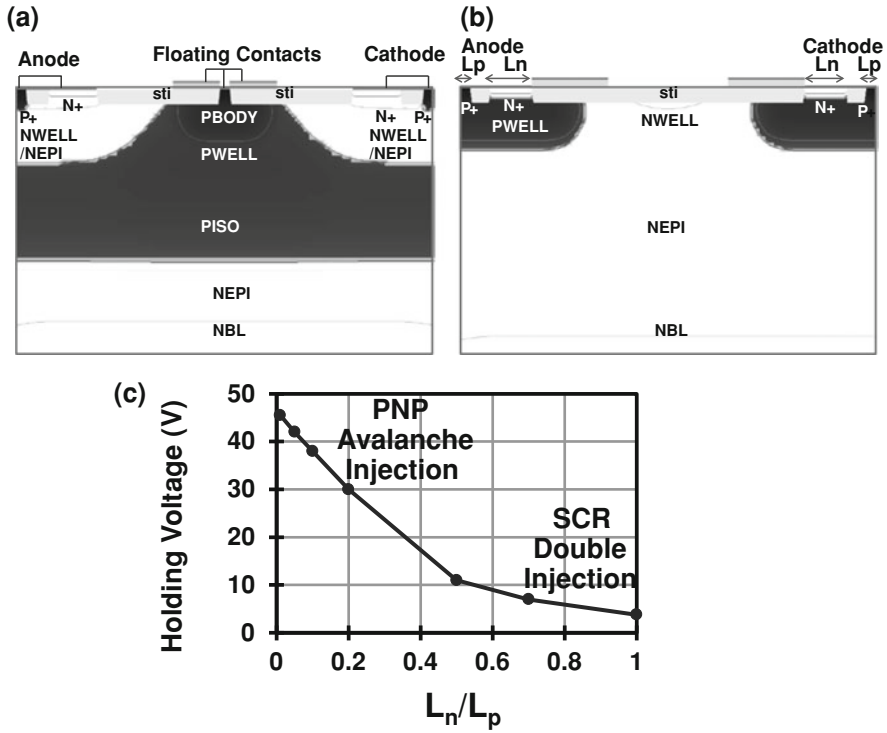 (a)
Anode
Floating Contacts
Cathode
sti
sti
N+
N+
P+
P+
PBODY
NWELL
/NEPI
NWELL
/NEPI
PWELL
PISO
NEPI
NBL
(b)
Anode
Cathode
Lp
Ln
Ln
Lp
P+
N+
N+
P+
PWELL
NWELL
NEPI
NBL
(c)
Holding Voltage (V)
50
40
30
20
10
0
PNP
Avalanche
Injection
SCR
Double
Injection
0 0.2 0.4 0.6 0.8 1
Ln/Lp